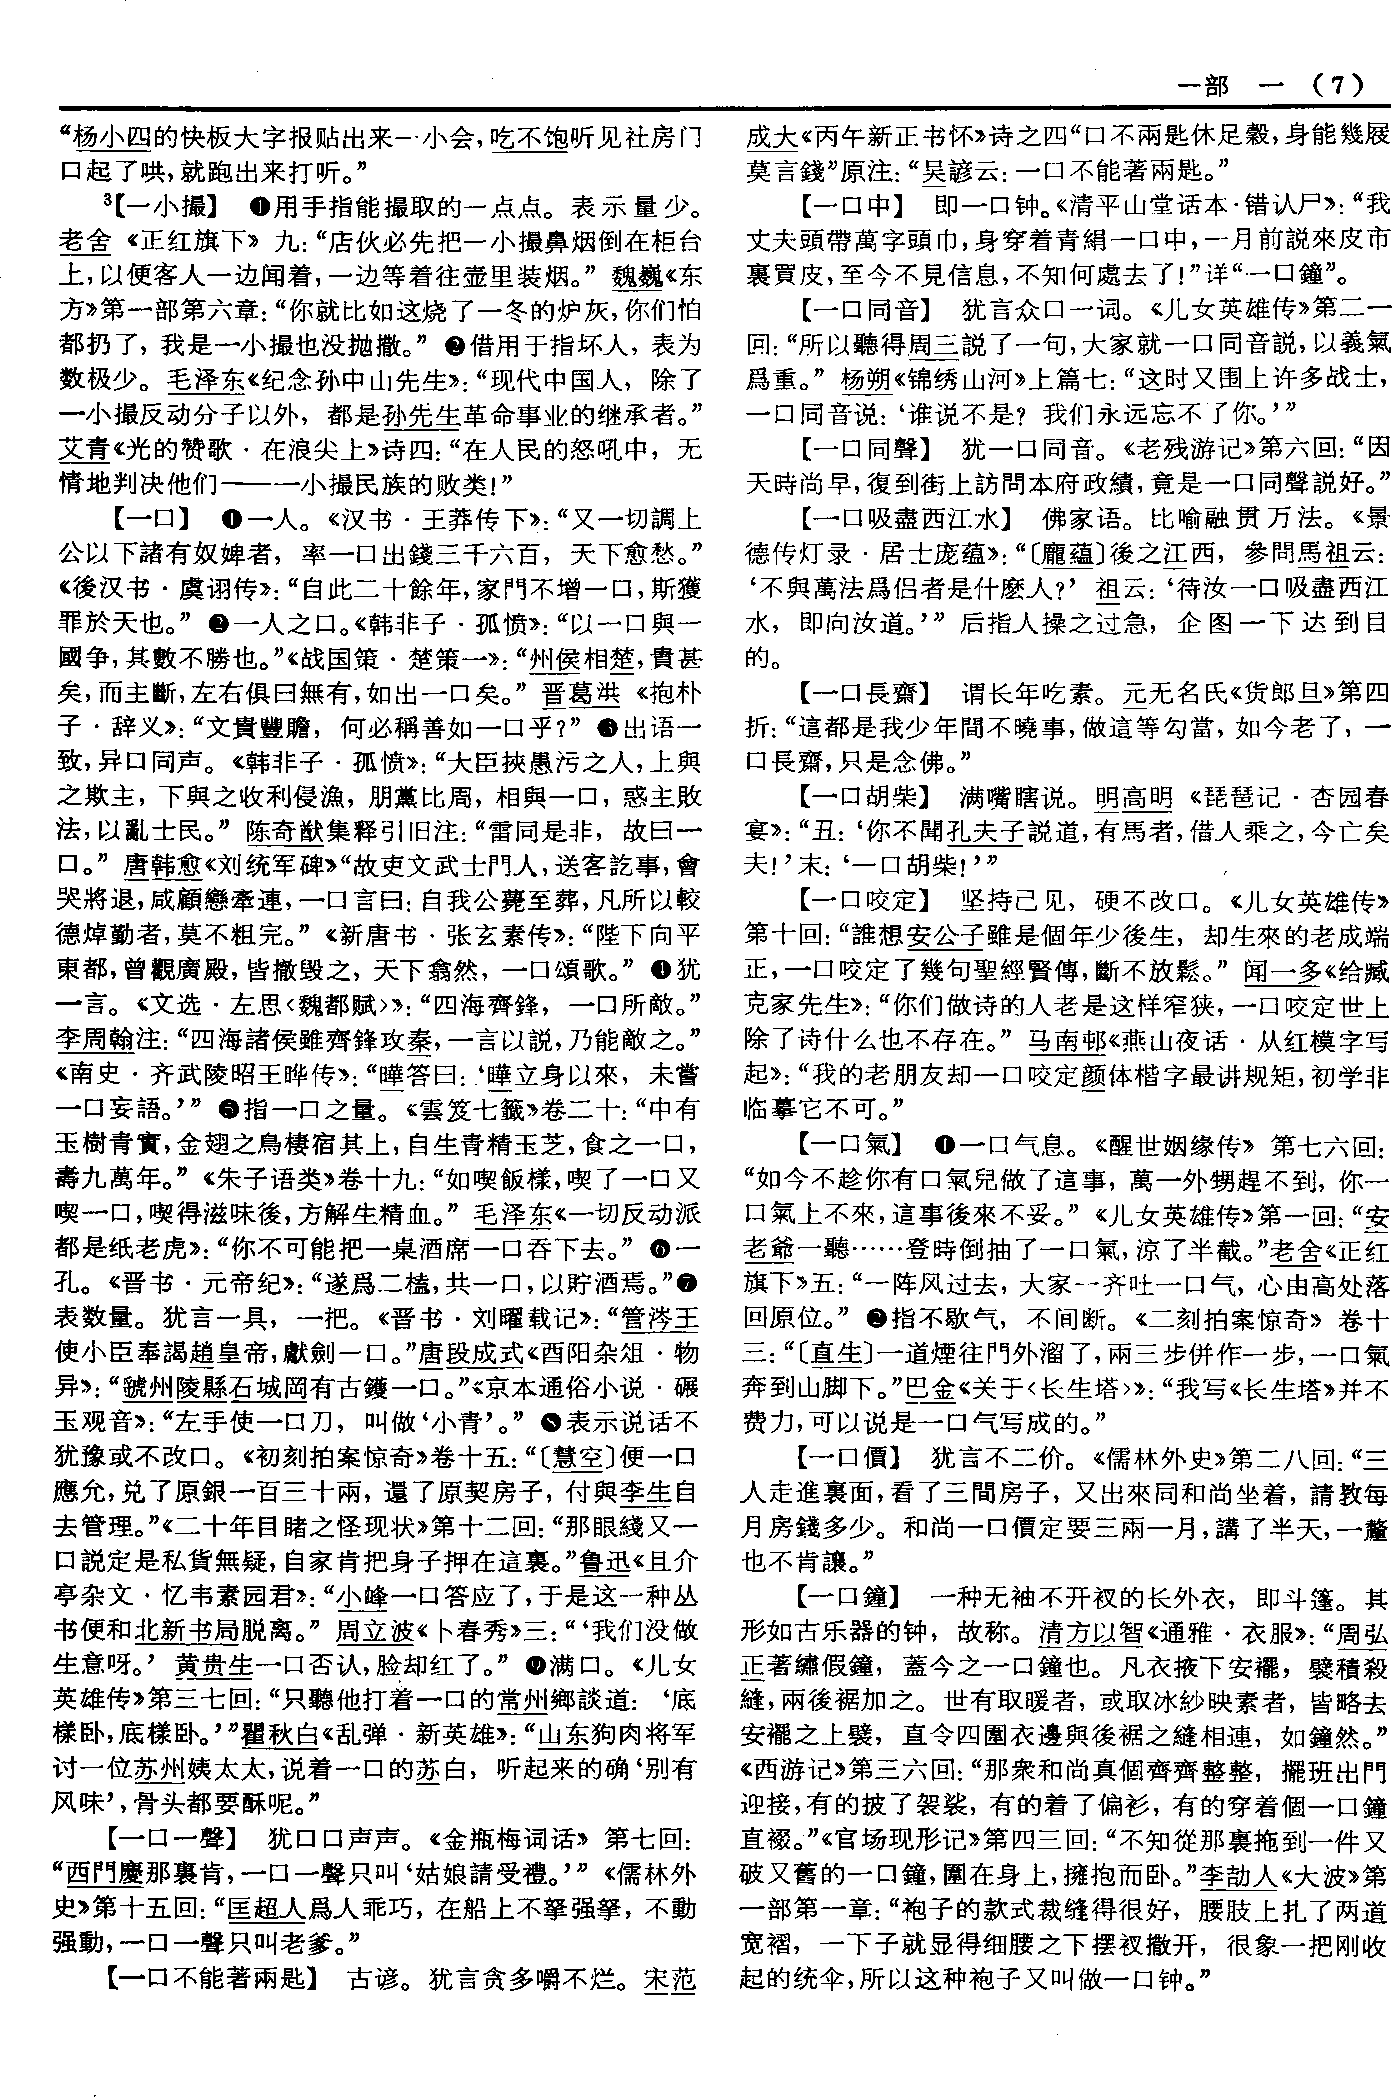 一部　一（7）
“杨小四的快板大字报贴出来一小会，吃不饱听见社房门
口起了哄，就跑出来打听。”
³【一小撮】　❶用手指能撮取的一点点。表示量少。
老舍《正红旗下》九：“店伙必先把一小撮鼻烟倒在柜台
上，以便客人一边闻着，一边等着往壶里装烟。” 魏巍《东
方》第一部第六章：“你就比如这烧了一冬的炉灰，你们怕
都扔了，我是一小撮也没抛撒。” ❷借用于指坏人，表为
数极少。毛泽东《纪念孙中山先生》：“现代中国人，除了
一小撮反动分子以外，都是孙先生革命事业的继承者。”
艾青《光的赞歌·在浪尖上》诗四：“在人民的怒吼中，无
情地判决他们——一小撮民族的败类！”
【一口】　❶一人。《汉书·王莽传下》：“又一切調上
公以下諸有奴婢者，率一口出錢三千六百，天下愈愁。”
《後汉书·虞诩传》：“自此二十餘年，家門不增一口，斯獲
罪於天也。” ❷一人之口。《韩非子·孤愤》：“以一口與一
國争，其數不勝也。”《战国策·楚策一》：“州侯相楚，貴甚
矣，而主斷，左右俱曰無有，如出一口矣。” 晋葛洪《抱朴
子·辞义》：“文貴豐贍，何必稱善如一口乎？” ❸出语一
致，异口同声。《韩非子·孤愤》：“大臣挾愚污之人，上與
之欺主，下與之收利侵漁，朋黨比周，相與一口，惑主敗
法，以亂士民。” 陈奇猷集释引旧注：“雷同是非，故曰一
口。” 唐韩愈《刘统军碑》“故吏文武士門人，送客訖事，會
哭將退，咸顧戀牽連，一口言曰：自我公薨至葬，凡所以較
德焯勤者，莫不粗完。” 《新唐书·张玄素传》：“陛下向平
東都，曾觀廣殿，皆撤毁之，天下翕然，一口頌歌。” ❹犹
一言。《文选·左思〈魏都赋〉》：“四海齊鋒，一口所敵。”
李周翰注：“四海諸侯雖齊鋒攻秦，一言以説，乃能敵之。”
《南史·齐武陵昭王晔传》：“曄答曰：‘曄立身以來，未嘗
一口妄語。’” ❺指一口之量。《雲笈七籤》卷二十：“中有
玉樹青實，金翅之鳥棲宿其上，自生青精玉芝，食之一口，
壽九萬年。” 《朱子语类》卷十九：“如喫飯樣，喫了一口又
喫一口，喫得滋味後，方解生精血。” 毛泽东《一切反动派
都是纸老虎》：“你不可能把一桌酒席一口吞下去。” ❻一
孔。《晋书·元帝纪》：“遂爲二榼，共一口，以貯酒焉。”❼
表数量。犹言一具，一把。《晋书·刘曜载记》：“管涔王
使小臣奉謁趙皇帝，獻劍一口。”唐段成式《酉阳杂俎·物
异》：“虢州陵縣石城岡有古鑊一口。”《京本通俗小说·碾
玉观音》：“左手使一口刀，叫做‘小青’。” ❽表示说话不
犹豫或不改口。《初刻拍案惊奇》卷十五：“〔慧空〕便一口
應允，兑了原銀一百三十兩，還了原契房子，付與李生自
去管理。”《二十年目睹之怪现状》第十二回：“那眼綫又一
口説定是私貨無疑，自家肯把身子押在這裏。”鲁迅《且介
亭杂文·忆韦素园君》：“小峰一口答应了，于是这一种丛
书便和北新书局脱离。” 周立波《卜春秀》三：“‘我们没做
生意呀。’ 黄贵生一口否认，脸却红了。” ❾满口。《儿女
英雄传》第三七回：“只聽他打着一口的常州鄉談道：‘底
樣卧，底樣卧。’”瞿秋白《乱弹·新英雄》：“山东狗肉将军
讨一位苏州姨太太，说着一口的苏白，听起来的确‘别有
风味’，骨头都要酥呢。”
【一口一聲】　犹口口声声。《金瓶梅词话》第七回：
“西門慶那裏肯，一口一聲只叫‘姑娘請受禮。’” 《儒林外
史》第十五回：“匡超人爲人乖巧，在船上不拏强拏，不動
强動，一口一聲只叫老爹。”
【一口不能著兩匙】　古谚。犹言贪多嚼不烂。宋范
成大《丙午新正书怀》诗之四“口不兩匙休足穀，身能幾屐
莫言錢”原注：“吴諺云：一口不能著兩匙。”
【一口中】　即一口钟。《清平山堂话本·错认尸》：“我
丈夫頭帶萬字頭巾，身穿着青絹一口中，一月前説來皮市
裏買皮，至今不見信息，不知何處去了！”详“一口鐘”。
【一口同音】　犹言众口一词。《儿女英雄传》第二一
回：“所以聽得周三説了一句，大家就一口同音説，以義氣
爲重。” 杨朔《锦绣山河》上篇七：“这时又围上许多战士，
一口同音说：‘谁说不是？我们永远忘不了你。’”
【一口同聲】　犹一口同音。《老残游记》第六回：“因
天時尚早，復到街上訪問本府政績，竟是一口同聲説好。”
【一口吸盡西江水】　佛家语。比喻融贯万法。《景
德传灯录·居士庞蕴》：“〔龐蘊〕後之江西，參問馬祖云：
‘不與萬法爲侣者是什麽人？’ 祖云：‘待汝一口吸盡西江
水，即向汝道。’” 后指人操之过急，企图一下达到目
的。
【一口長齋】　谓长年吃素。元无名氏《货郎旦》第四
折：“這都是我少年間不曉事，做這等勾當，如今老了，一
口長齋，只是念佛。”
【一口胡柴】　满嘴瞎说。明高明《琵琶记·杏园春
宴》：“丑：‘你不聞孔夫子説道，有馬者，借人乘之，今亡矣
夫！’末：‘一口胡柴！’”
【一口咬定】　坚持己见，硬不改口。《儿女英雄传》
第十回：“誰想安公子雖是個年少後生，却生來的老成端
正，一口咬定了幾句聖經賢傳，斷不放鬆。” 闻一多《给臧
克家先生》：“你们做诗的人老是这样窄狭，一口咬定世上
除了诗什么也不存在。” 马南邨《燕山夜话·从红模字写
起》：“我的老朋友却一口咬定颜体楷字最讲规矩，初学非
临摹它不可。”
【一口氣】　❶一口气息。《醒世姻缘传》第七六回：
“如今不趁你有口氣兒做了這事，萬一外甥趕不到，你一
口氣上不來，這事後來不妥。” 《儿女英雄传》第一回：“安
老爺一聽……登時倒抽了一口氣，涼了半截。”老舍《正红
旗下》五：“一阵风过去，大家一齐吐一口气，心由高处落
回原位。” ❷指不歇气，不间断。《二刻拍案惊奇》卷十
三：“〔直生〕一道煙往門外溜了，兩三步併作一步，一口氣
奔到山脚下。”巴金《关于〈长生塔〉》：“我写《长生塔》并不
费力，可以说是一口气写成的。”
【一口價】　犹言不二价。《儒林外史》第二八回：“三
人走進裏面，看了三間房子，又出來同和尚坐着，請教每
月房錢多少。和尚一口價定要三兩一月，講了半天，一釐
也不肯讓。”
【一口鐘】　一种无袖不开衩的长外衣，即斗篷。其
形如古乐器的钟，故称。清方以智《通雅·衣服》：“周弘
正著繡假鐘，蓋今之一口鐘也。凡衣掖下安襬，襞積殺
縫，兩後裾加之。世有取暖者，或取冰紗映素者，皆略去
安襬之上襞，直令四圍衣邊與後裾之縫相連，如鐘然。”
《西游记》第三六回：“那衆和尚真個齊齊整整，擺班出門
迎接，有的披了袈裟，有的着了偏衫，有的穿着個一口鐘
直裰。”《官场现形记》第四三回：“不知從那裏拖到一件又
破又舊的一口鐘，圍在身上，擁抱而卧。”李劼人《大波》第
一部第一章：“袍子的款式裁缝得很好，腰肢上扎了两道
宽褶，一下子就显得细腰之下摆衩撒开，很象一把刚收
起的统伞，所以这种袍子又叫做一口钟。”